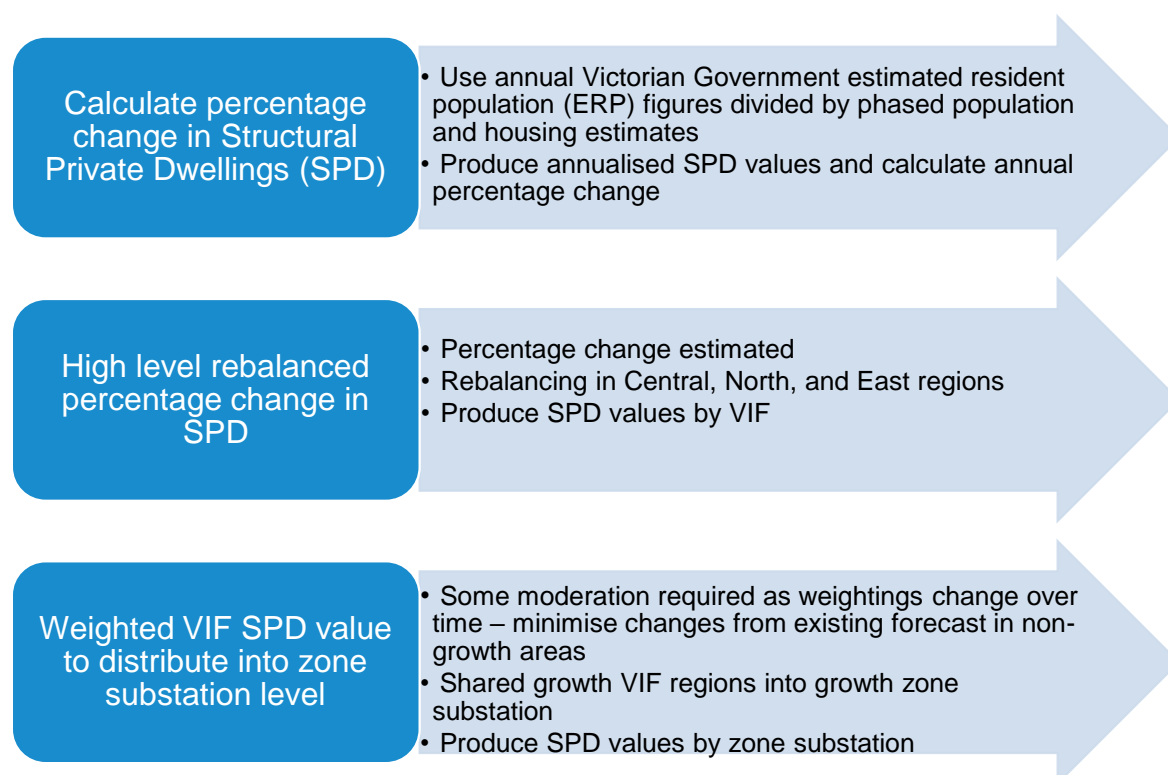 Calculate percentage
change in Structural
Private Dwellings (SPD)
• Use annual Victorian Government estimated resident
population (ERP) figures divided by phased population
and housing estimates
• Produce annualised SPD values and calculate annual
percentage change
High level rebalanced
percentage change in
SPD
• Percentage change estimated
• Rebalancing in Central, North, and East regions
• Produce SPD values by VIF
Weighted VIF SPD value
to distribute into zone
substation level
• Some moderation required as weightings change over
time – minimise changes from existing forecast in non-
growth areas
• Shared growth VIF regions into growth zone
substation
• Produce SPD values by zone substation